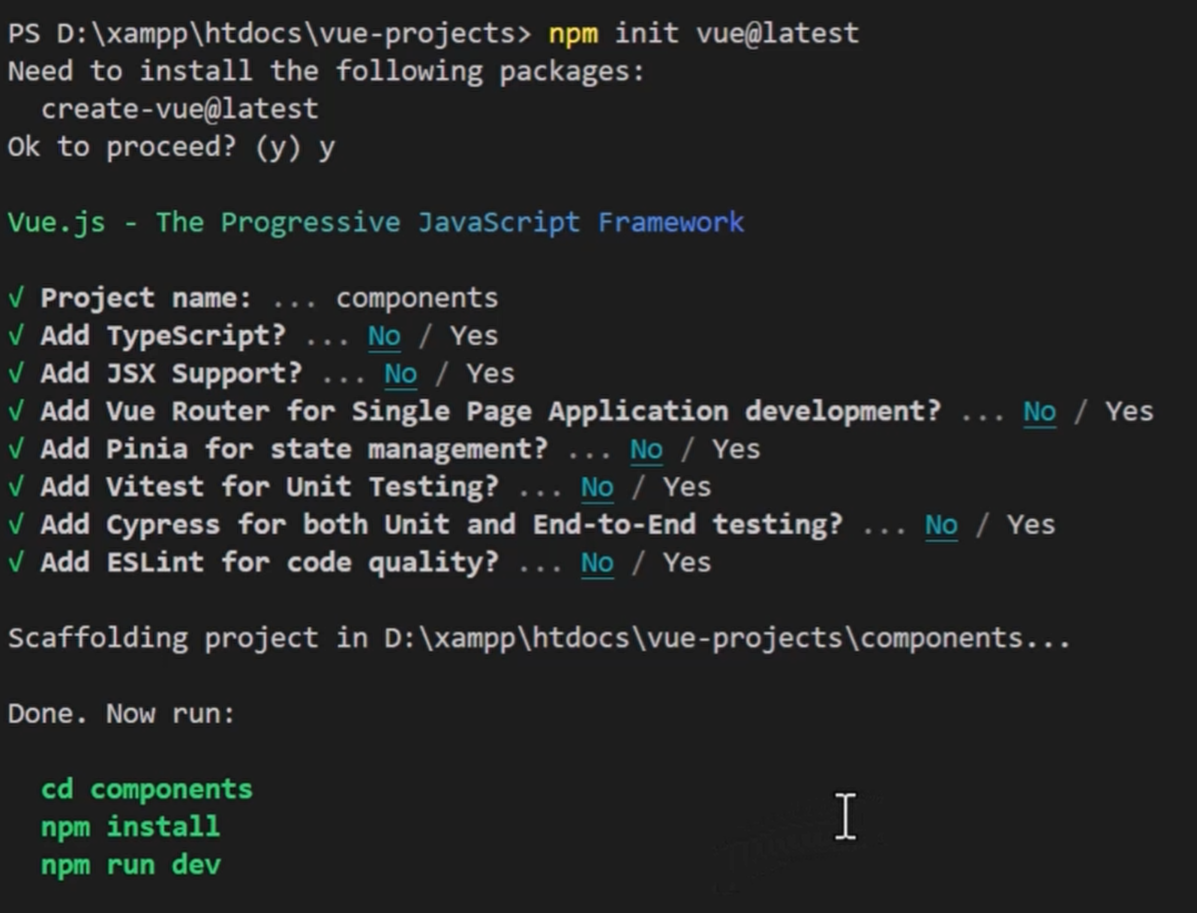 PS D:\xampp\htdocs\vue-projects> npm init vue@latest
Need to install the following packages:
  create-vue@latest
Ok to proceed? (y) y
Vue.js - The Progressive JavaScript Framework
√ Project name: ... components
√ Add TypeScript? ... No / Yes
√ Add JSX Support? ... No / Yes
√ Add Vue Router for Single Page Application development? ... No / Yes
√ Add Pinia for state management? ... No / Yes
√ Add Vitest for Unit Testing? ... No / Yes
√ Add Cypress for both Unit and End-to-End testing? ... No / Yes
√ Add ESLint for code quality? ... No / Yes
Scaffolding project in D:\xampp\htdocs\vue-projects\components...
Done. Now run:
  cd components
  npm install
  npm run dev